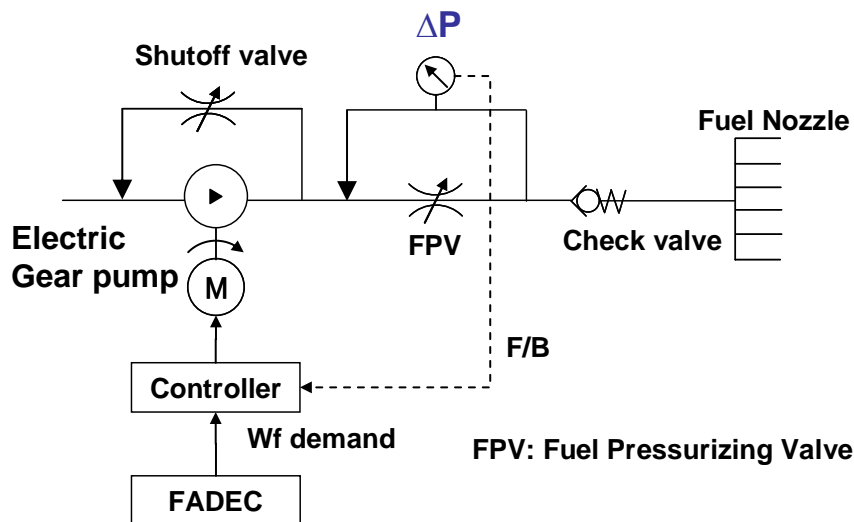 ΔP
Shutoff valve
Fuel Nozzle
Electric
Gear pump
FPV
Check valve
M
F/B
Controller
Wf demand
FPV: Fuel Pressurizing Valve
FADEC